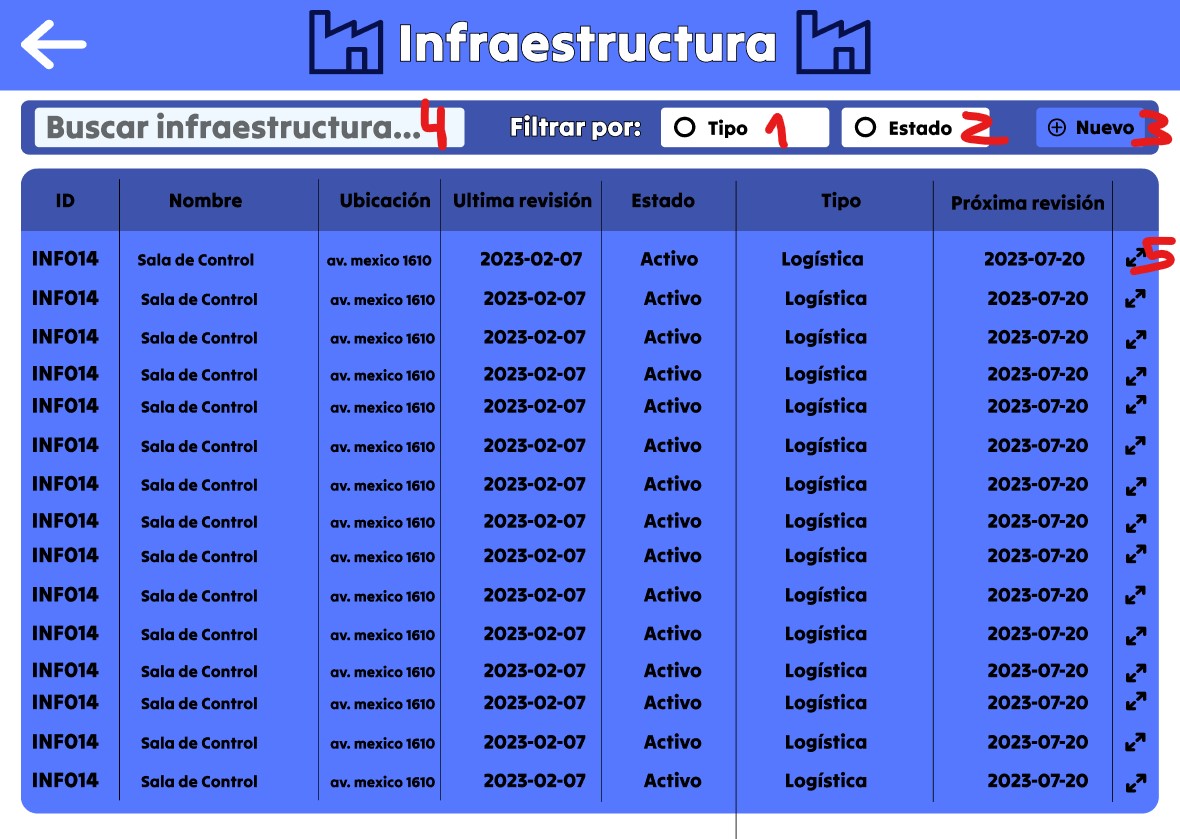 Infraestructura
Buscar infraestructura... 4 Filtrar por: Tipo 1 Estado 2 Nuevo 3
ID Nombre Ubicación Ultima revisión Estado Tipo Próxima revisión
INFO14 Sala de Control av. mexico 1610 2023-02-07 Activo Logística 2023-07-20 5
INFO14 Sala de Control av. mexico 1610 2023-02-07 Activo Logística 2023-07-20
INFO14 Sala de Control av. mexico 1610 2023-02-07 Activo Logística 2023-07-20
INFO14 Sala de Control av. mexico 1610 2023-02-07 Activo Logística 2023-07-20
INFO14 Sala de Control av. mexico 1610 2023-02-07 Activo Logística 2023-07-20
INFO14 Sala de Control av. mexico 1610 2023-02-07 Activo Logística 2023-07-20
INFO14 Sala de Control av. mexico 1610 2023-02-07 Activo Logística 2023-07-20
INFO14 Sala de Control av. mexico 1610 2023-02-07 Activo Logística 2023-07-20
INFO14 Sala de Control av. mexico 1610 2023-02-07 Activo Logística 2023-07-20
INFO14 Sala de Control av. mexico 1610 2023-02-07 Activo Logística 2023-07-20
INFO14 Sala de Control av. mexico 1610 2023-02-07 Activo Logística 2023-07-20
INFO14 Sala de Control av. mexico 1610 2023-02-07 Activo Logística 2023-07-20
INFO14 Sala de Control av. mexico 1610 2023-02-07 Activo Logística 2023-07-20
INFO14 Sala de Control av. mexico 1610 2023-02-07 Activo Logística 2023-07-20
INFO14 Sala de Control av. mexico 1610 2023-02-07 Activo Logística 2023-07-20